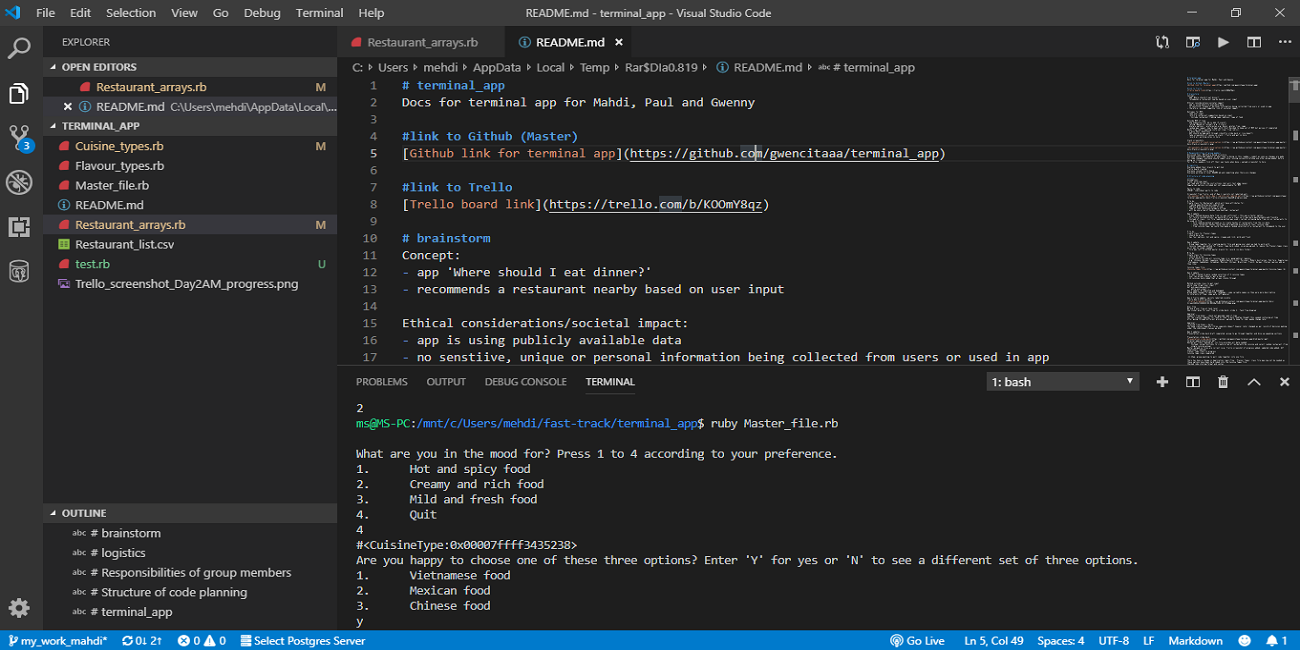 File Edit Selection View Go Debug Terminal Help README.md - terminal_app - Visual Studio Code
EXPLORER
OPEN EDITORS
Restaurant_arrays.rb M
README.md C:\Users\mehdi\AppData\Local\...
TERMINAL_APP
Cuisine_types.rb M
Flavour_types.rb
Master_file.rb
README.md
Restaurant_arrays.rb M
Restaurant_list.csv
test.rb U
Trello_screenshot_Day2AM_progress.png
3
OUTLINE
abc # brainstorm
abc # logistics
abc # Responsibilities of group members
abc # Structure of code planning
abc # terminal_app
Restaurant_arrays.rb README.md
C: Users mehdi AppData Local Temp Rar$DIa0.819 README.md abc # terminal_app
1 # terminal_app
2 Docs for terminal app for Mahdi, Paul and Gwenny
3
4 #link to Github (Master)
5 [Github link for terminal app](https://github.com/gwencitaaa/terminal_app)
6
7 #link to Trello
8 [Trello board link](https://trello.com/b/KOOmY8qz)
9
10 # brainstorm
11 Concept:
12 - app 'Where should I eat dinner?'
13 - recommends a restaurant nearby based on user input
14
15 Ethical considerations/societal impact:
16 - app is using publicly available data
17 - no senstiive, unique or personal information being collected from users or used in app
PROBLEMS OUTPUT DEBUG CONSOLE TERMINAL 1: bash
2
ms@MS-PC:/mnt/c/Users/mehdi/fast-track/terminal_app$ ruby Master_file.rb
What are you in the mood for? Press 1 to 4 according to your preference.
1. Hot and spicy food
2. Creamy and rich food
3. Mild and fresh food
4. Quit
4
#<CuisineType:0x00007ffff3435238>
Are you happy to choose one of these three options? Enter 'Y' for yes or 'N' to see a different set of three options.
1. Vietnamese food
2. Mexican food
3. Chinese food
y
my_work_mahdi* 0↓ 2↑ 0 0 Select Postgres Server Go Live Ln 5, Col 49 Spaces: 4 UTF-8 LF Markdown 1